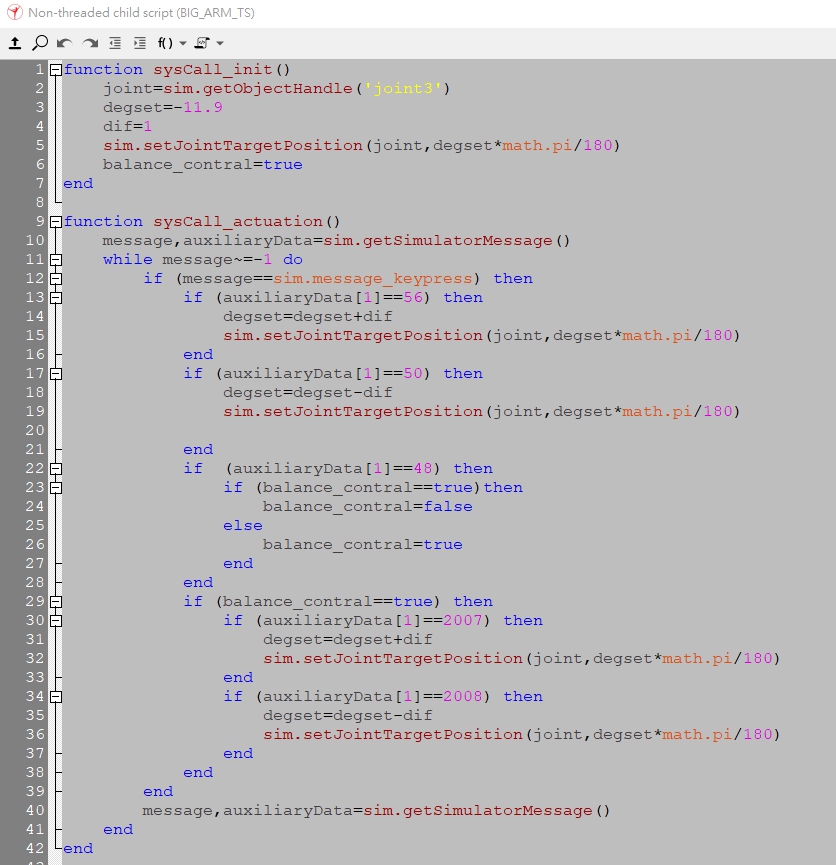 Non-threaded child script (BIG_ARM_TS)
f()
1 function sysCall_init()
2 joint=sim.getObjectHandle('joint3')
3 degset=-11.9
4 dif=1
5 sim.setJointTargetPosition(joint,degset*math.pi/180)
6 balance_contral=true
7 end
8
9 function sysCall_actuation()
10 message,auxiliaryData=sim.getSimulatorMessage()
11 while message~=-1 do
12 if (message==sim.message_keypress) then
13 if (auxiliaryData[1]==56) then
14 degset=degset+dif
15 sim.setJointTargetPosition(joint,degset*math.pi/180)
16 end
17 if (auxiliaryData[1]==50) then
18 degset=degset-dif
19 sim.setJointTargetPosition(joint,degset*math.pi/180)
20
21 end
22 if  (auxiliaryData[1]==48) then
23 if (balance_contral==true)then
24 balance_contral=false
25 else
26 balance_contral=true
27 end
28 end
29 if (balance_contral==true) then
30 if (auxiliaryData[1]==2007) then
31 degset=degset+dif
32 sim.setJointTargetPosition(joint,degset*math.pi/180)
33 end
34 if (auxiliaryData[1]==2008) then
35 degset=degset-dif
36 sim.setJointTargetPosition(joint,degset*math.pi/180)
37 end
38 end
39 end
40 message,auxiliaryData=sim.getSimulatorMessage()
41 end
42 end